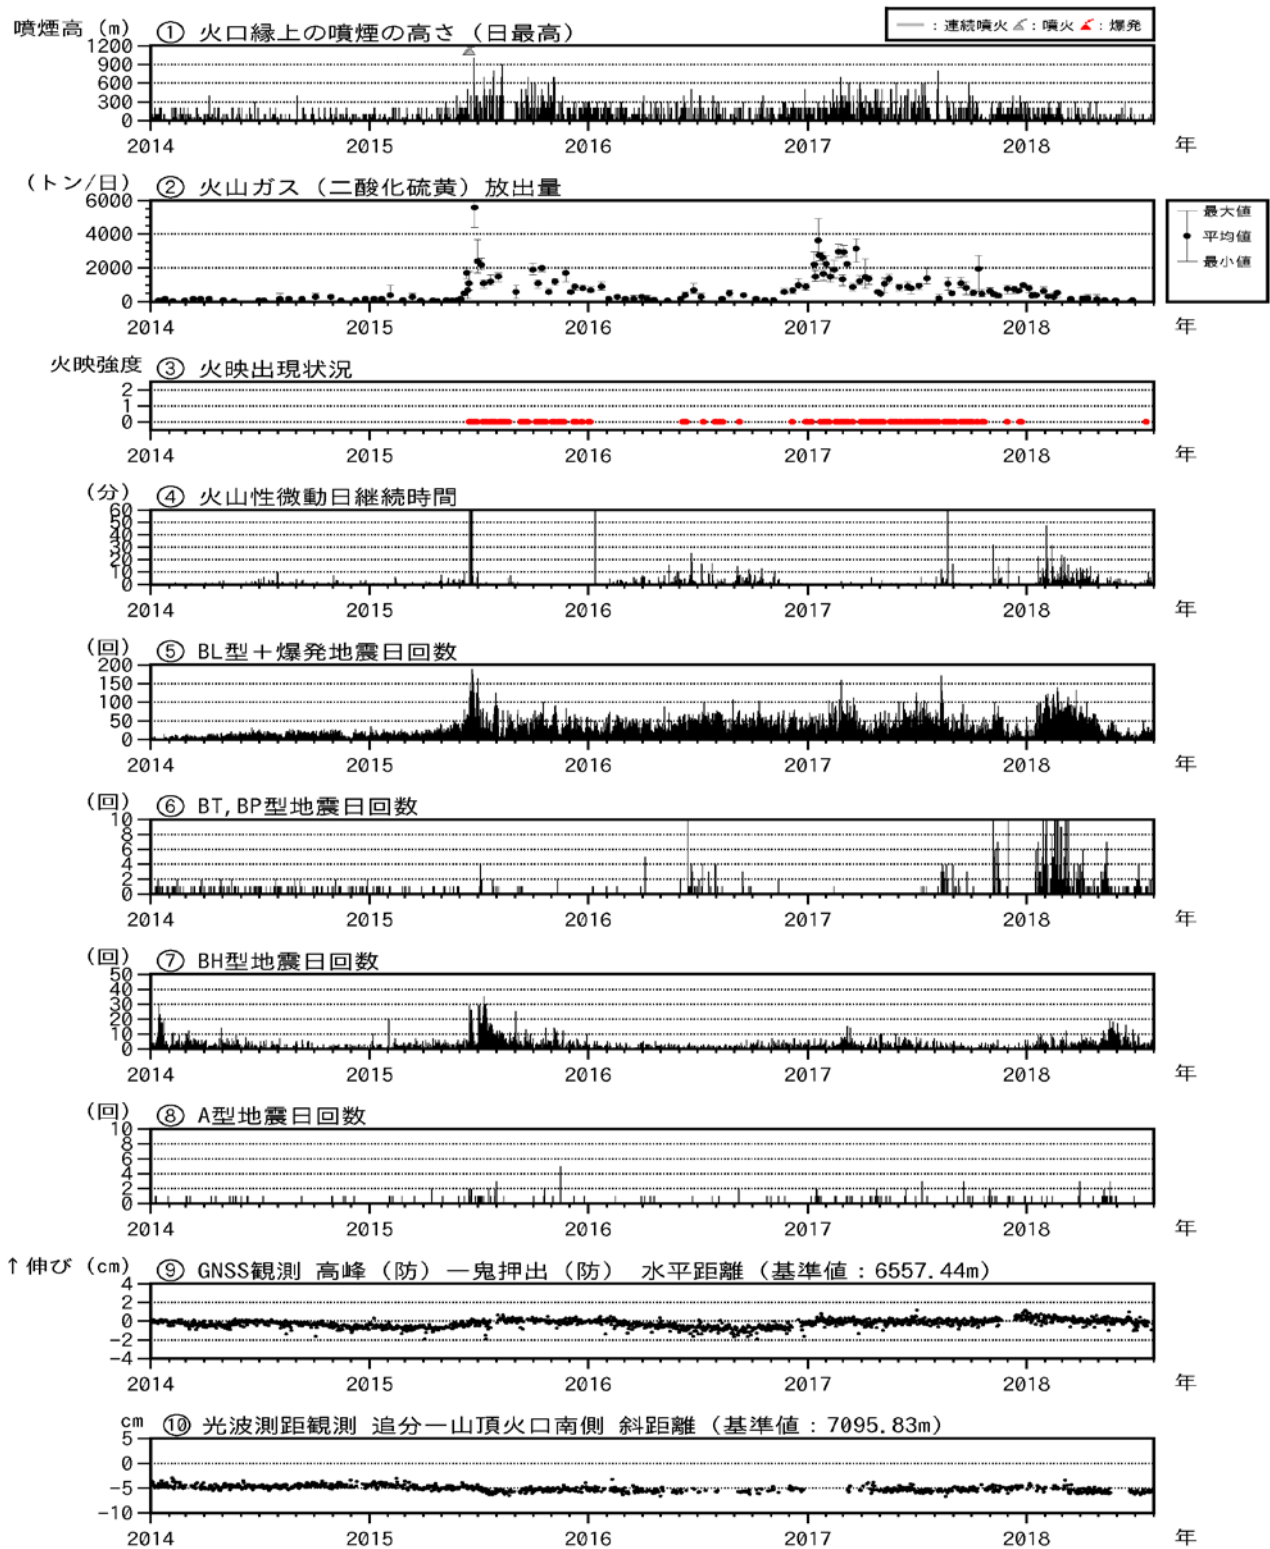 噴煙高 (m) ① 火口縁上の噴煙の高さ (日最高)
: 連続噴火 : 噴火 : 爆発
1200
900
600
300
0
2014 2015 2016 2017 2018 年
(トン/日) ② 火山ガス (二酸化硫黄) 放出量
6000
4000
2000
0
最大値
平均値
最小値
2014 2015 2016 2017 2018 年
火映強度 ③ 火映出現状況
2
1
0
2014 2015 2016 2017 2018 年
(分) ④ 火山性微動日継続時間
60
50
40
30
20
10
0
2014 2015 2016 2017 2018 年
(回) ⑤ BL型+爆発地震日回数
200
150
100
50
0
2014 2015 2016 2017 2018 年
(回) ⑥ BT,BP型地震日回数
10
8
6
4
2
0
2014 2015 2016 2017 2018 年
(回) ⑦ BH型地震日回数
50
40
30
20
10
0
2014 2015 2016 2017 2018 年
(回) ⑧ A型地震日回数
10
8
6
4
2
0
2014 2015 2016 2017 2018 年
↑伸び (cm) ⑨ GNSS観測 高峰 (防) ー鬼押出 (防) 水平距離 (基準値:6557.44m)
4
2
0
-2
-4
2014 2015 2016 2017 2018 年
cm ⑩ 光波測距観測 追分ー山頂火口南側 斜距離 (基準値:7095.83m)
5
0
-5
-10
2014 2015 2016 2017 2018 年